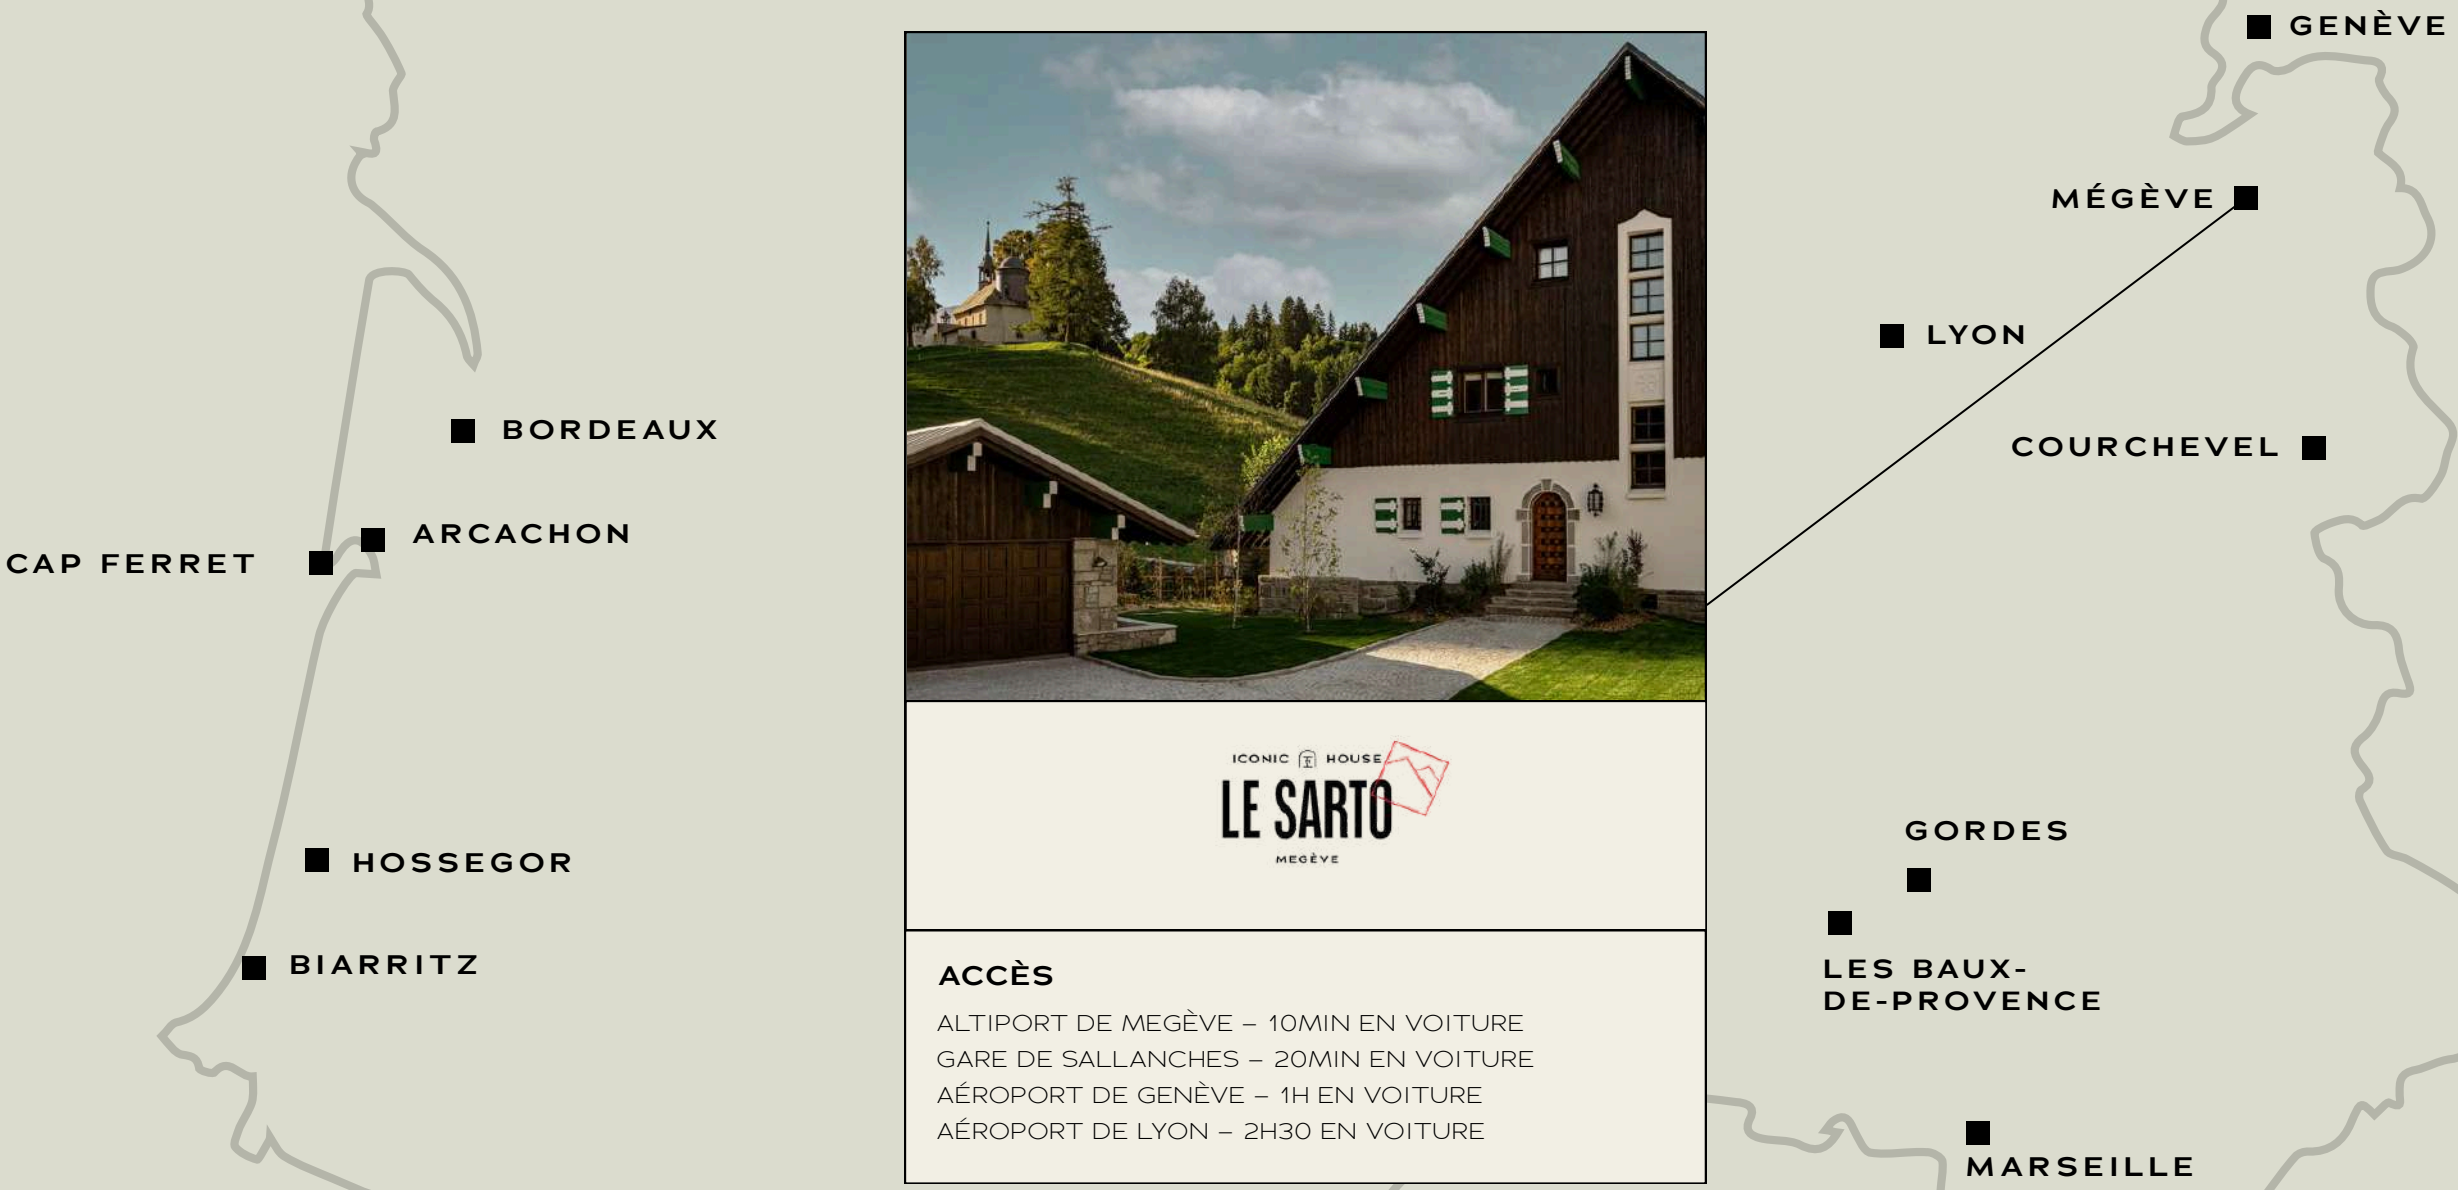 GENÈVE
MÉGÈVE
LYON
BORDEAUX
COURCHEVEL
ARCACHON
CAP FERRET
ICONIC HOUSE
LE SARTO
MEGÈVE
GORDES
HOSSEGOR
BIARRITZ
LES BAUX-
DE-PROVENCE
ACCÈS
ALTIPORT DE MEGÈVE – 10MIN EN VOITURE
GARE DE SALLANCHES – 20MIN EN VOITURE
AÉROPORT DE GENÈVE – 1H EN VOITURE
AÉROPORT DE LYON – 2H30 EN VOITURE
MARSEILLE